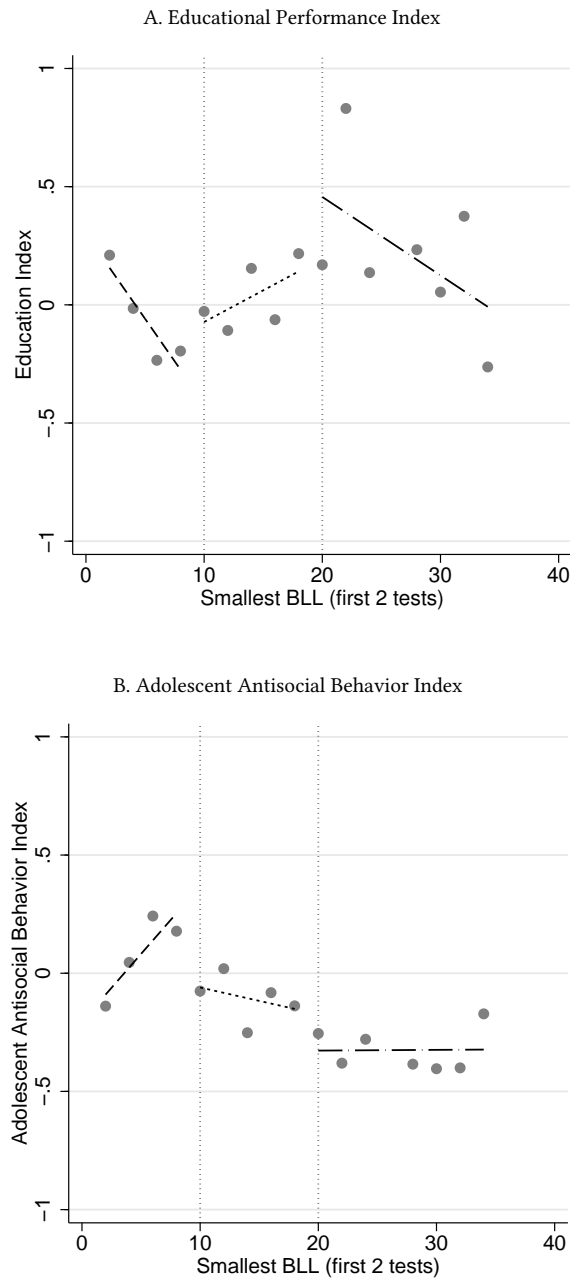 A. Educational Performance Index
1
.5
0
-.5
-1
Education Index
0 10 20 30 40
Smallest BLL (first 2 tests)
B. Adolescent Antisocial Behavior Index
1
.5
0
-.5
-1
Adolescent Antisocial Behavior Index
0 10 20 30 40
Smallest BLL (first 2 tests)